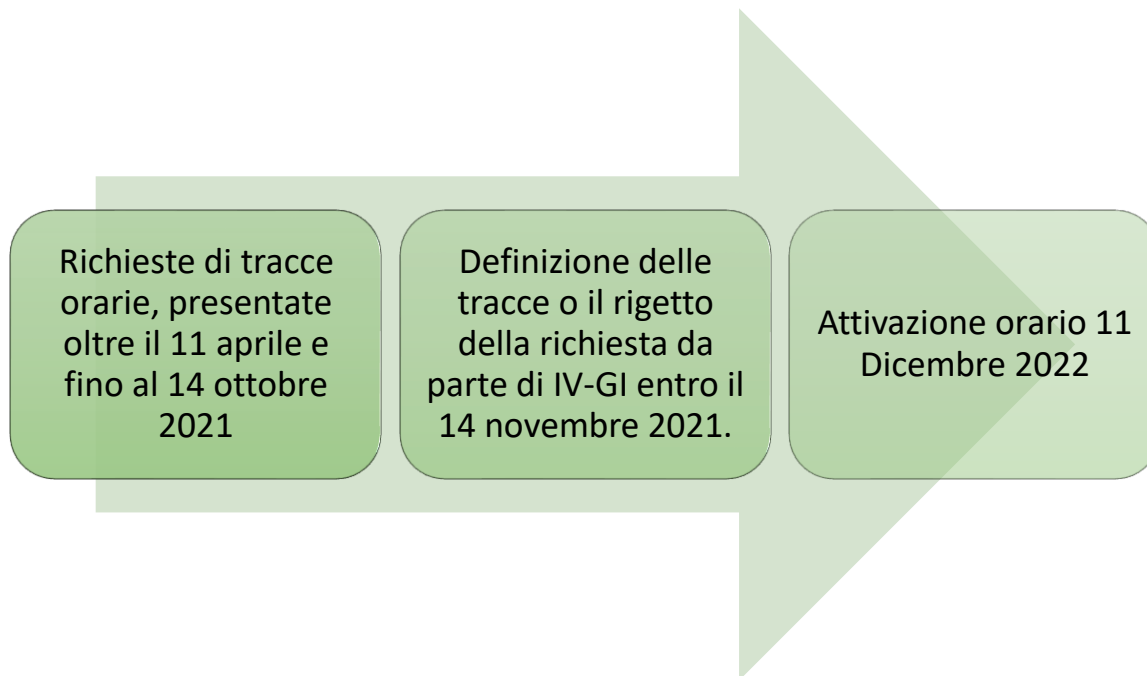 Richieste di tracce
orarie, presentate
oltre il 11 aprile e
fino al 14 ottobre
2021
Definizione delle
tracce o il rigetto
della richiesta da
parte di IV-GI entro il
14 novembre 2021.
Attivazione orario 11
Dicembre 2022